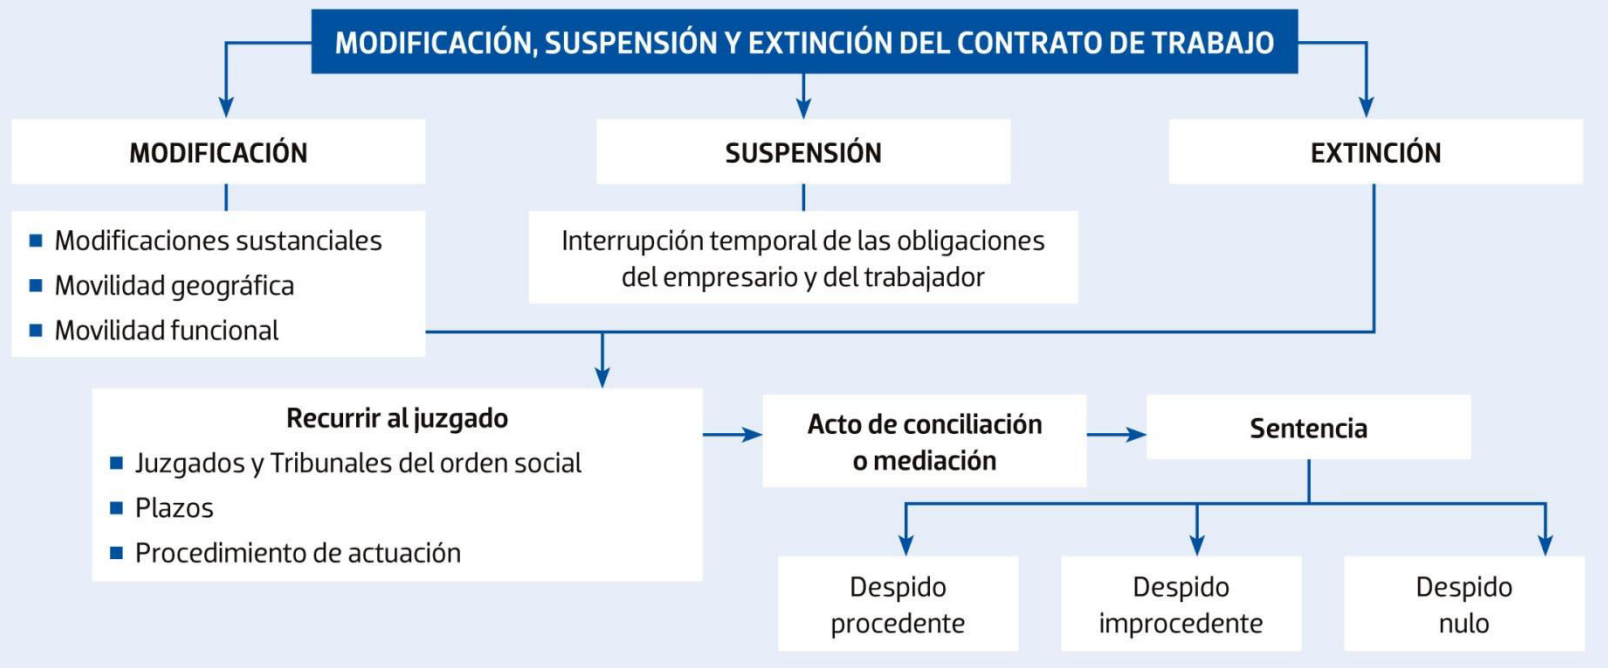 MODIFICACIÓN, SUSPENSIÓN Y EXTINCIÓN DEL CONTRATO DE TRABAJO
MODIFICACIÓN
SUSPENSIÓN
EXTINCIÓN
Modificaciones sustanciales
Movilidad geográfica
Movilidad funcional
Interrupción temporal de las obligaciones
del empresario y del trabajador
Recurrir al juzgado
Juzgados y Tribunales del orden social
Plazos
Procedimiento de actuación
Acto de conciliación
o mediación
Sentencia
Despido
procedente
Despido
improcedente
Despido
nulo